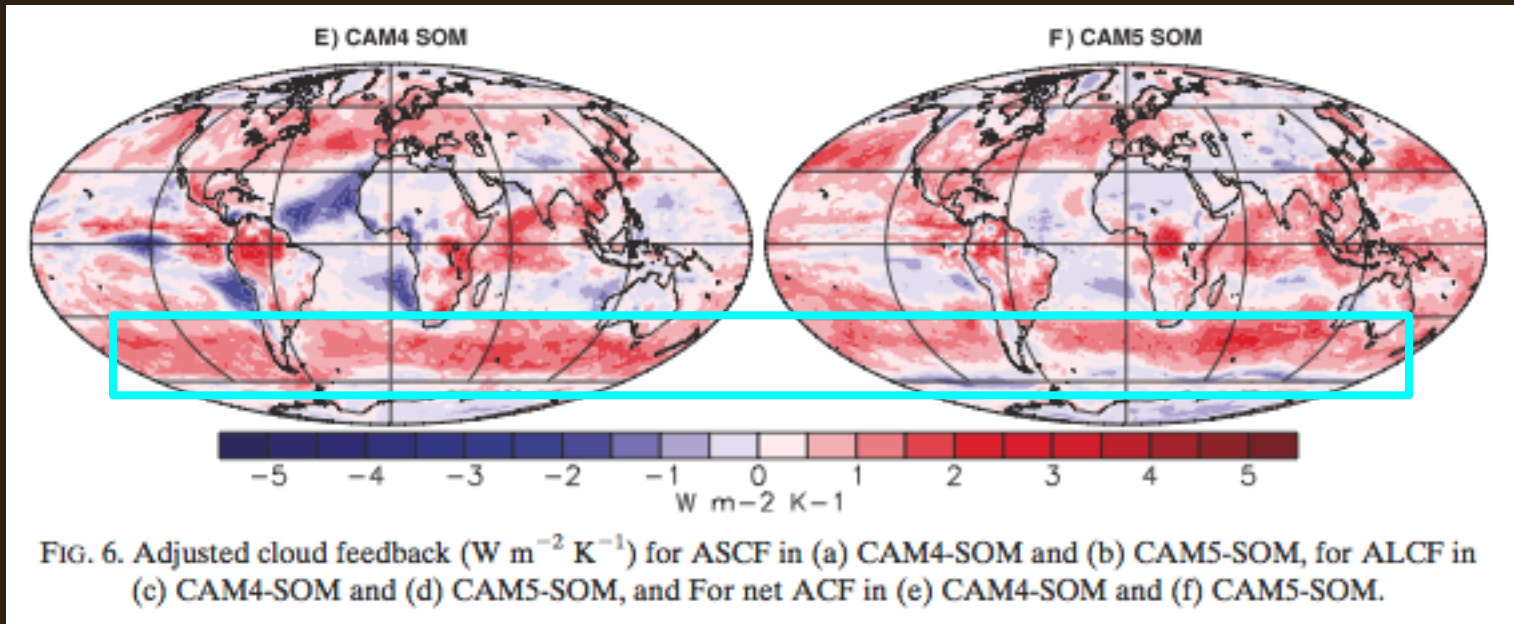 E) CAM4 SOM
F) CAM5 SOM
−5 −4 −3 −2 −1 0 1 2 3 4 5
W m−2 K−1
FIG. 6. Adjusted cloud feedback (W m⁻² K⁻¹) for ASCF in (a) CAM4-SOM and (b) CAM5-SOM, for ALCF in
(c) CAM4-SOM and (d) CAM5-SOM, and For net ACF in (e) CAM4-SOM and (f) CAM5-SOM.